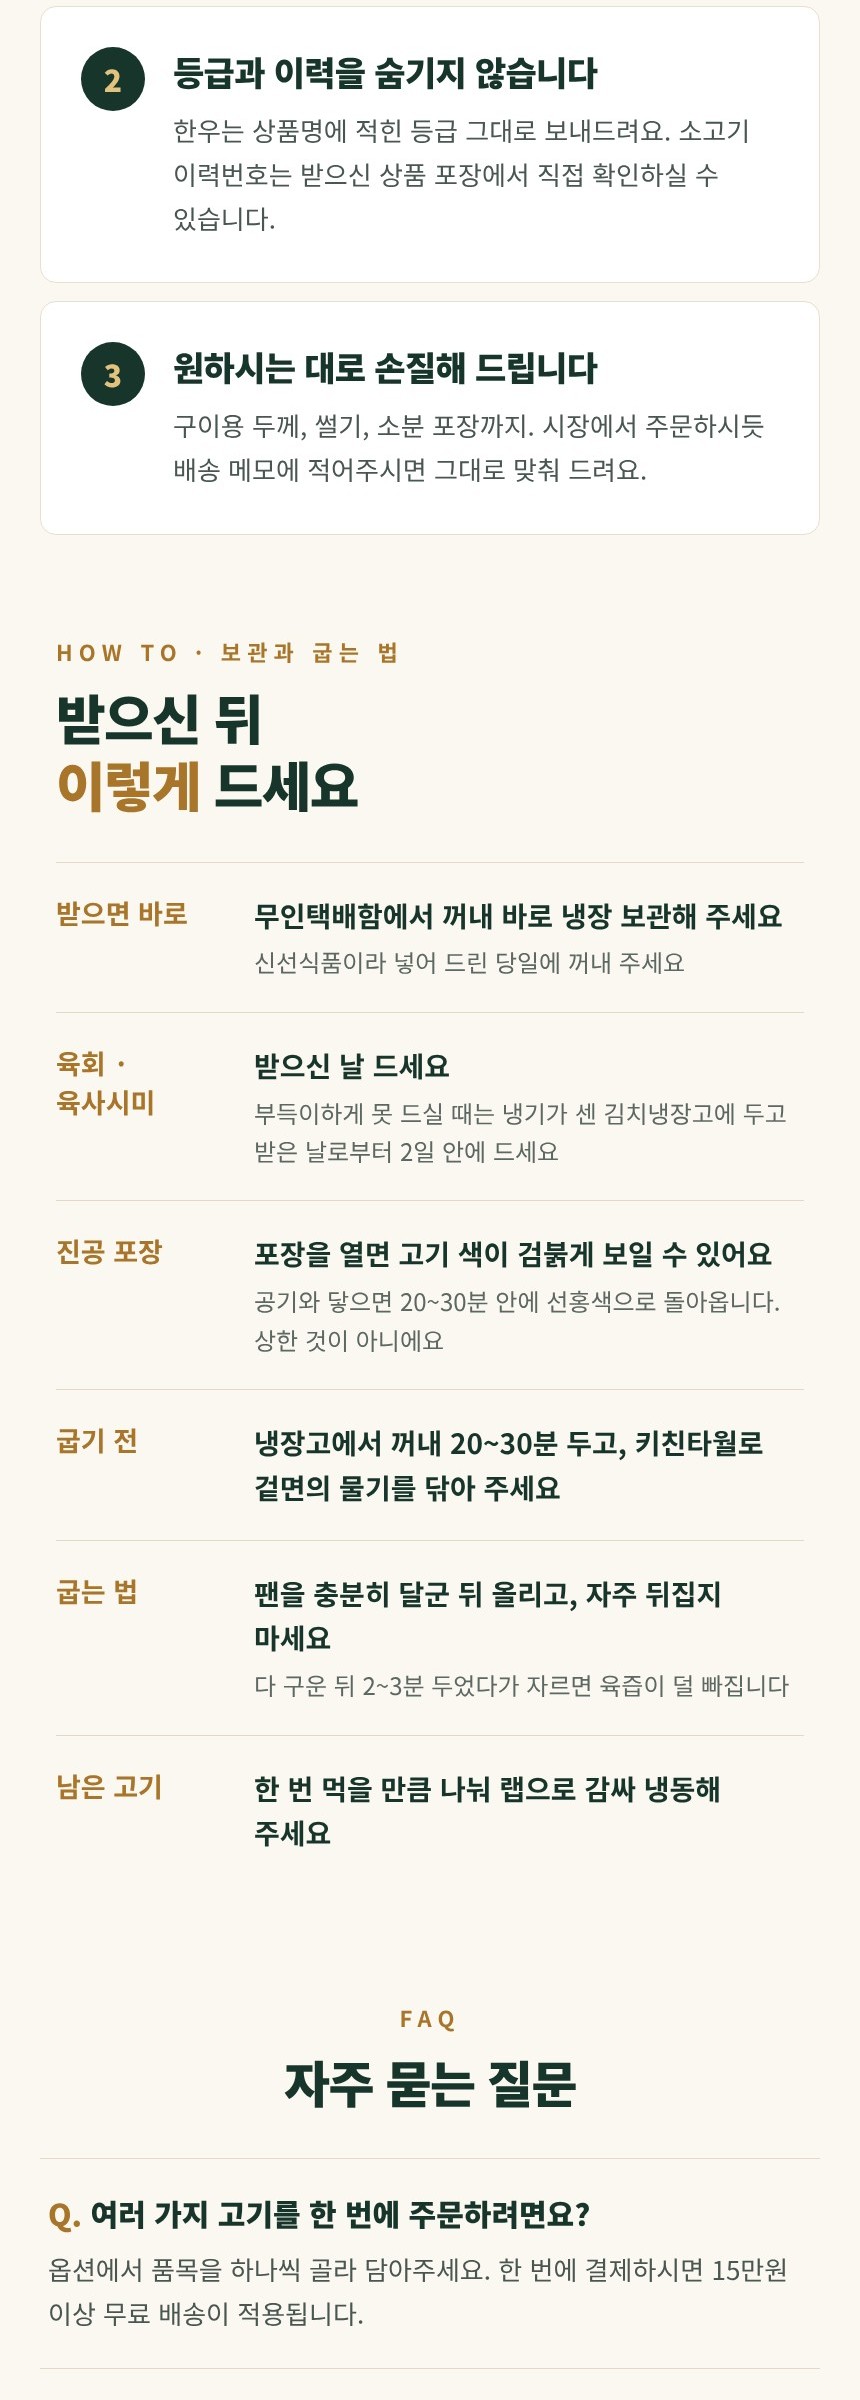 2
등급과 이력을 숨기지 않습니다
한우는 상품명에 적힌 등급 그대로 보내드려요. 소고기
이력번호는 받으신 상품 포장에서 직접 확인하실 수
있습니다.
3
원하시는 대로 손질해 드립니다
구이용 두께, 썰기, 소분 포장까지. 시장에서 주문하시듯
배송 메모에 적어주시면 그대로 맞춰 드려요.
HOW TO · 보관과 굽는 법
받으신 뒤
이렇게 드세요
받으면 바로
무인택배함에서 꺼내 바로 냉장 보관해 주세요
신선식품이라 넣어 드린 당일에 꺼내 주세요
육회 ·
육사시미
받으신 날 드세요
부득이하게 못 드실 때는 냉기가 센 김치냉장고에 두고
받은 날로부터 2일 안에 드세요
진공 포장
포장을 열면 고기 색이 검붉게 보일 수 있어요
공기와 닿으면 20~30분 안에 선홍색으로 돌아옵니다.
상한 것이 아니에요
굽기 전
냉장고에서 꺼내 20~30분 두고, 키친타월로
겉면의 물기를 닦아 주세요
굽는 법
팬을 충분히 달군 뒤 올리고, 자주 뒤집지
마세요
다 구운 뒤 2~3분 두었다가 자르면 육즙이 덜 빠집니다
남은 고기
한 번 먹을 만큼 나눠 랩으로 감싸 냉동해
주세요
FAQ
자주 묻는 질문
Q. 여러 가지 고기를 한 번에 주문하려면요?
옵션에서 품목을 하나씩 골라 담아주세요. 한 번에 결제하시면 15만원
이상 무료 배송이 적용됩니다.